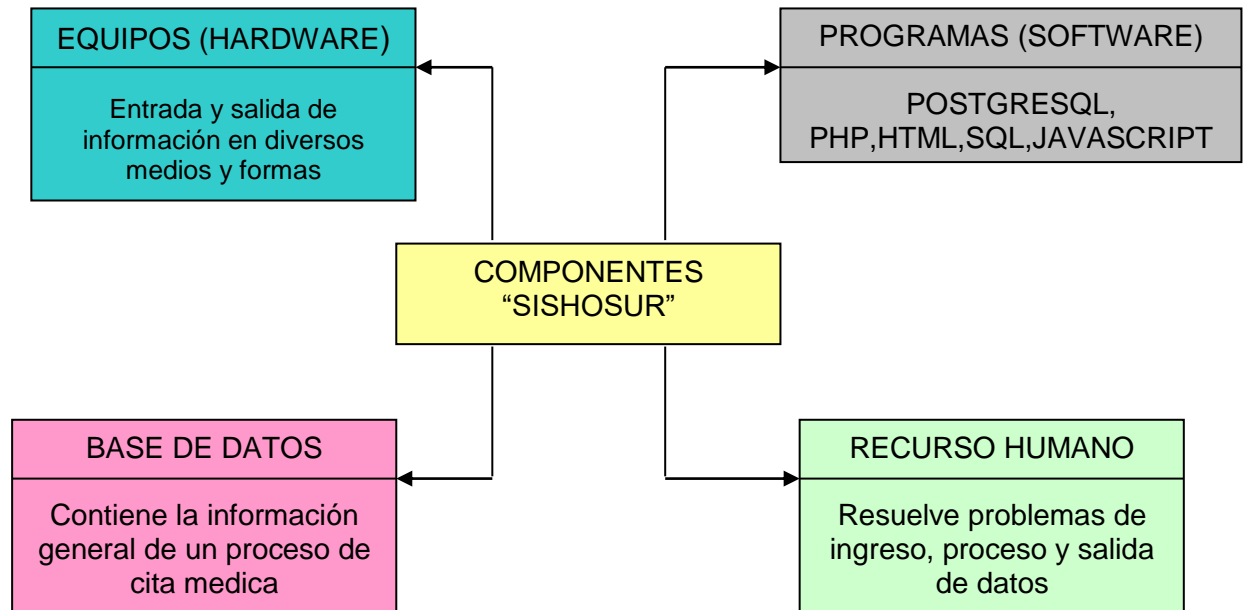 EQUIPOS (HARDWARE)
Entrada y salida de
información en diversos
medios y formas
PROGRAMAS (SOFTWARE)
POSTGRESQL,
PHP,HTML,SQL,JAVASCRIPT
COMPONENTES
“SISHOSUR”
BASE DE DATOS
Contiene la información
general de un proceso de
cita medica
RECURSO HUMANO
Resuelve problemas de
ingreso, proceso y salida
de datos